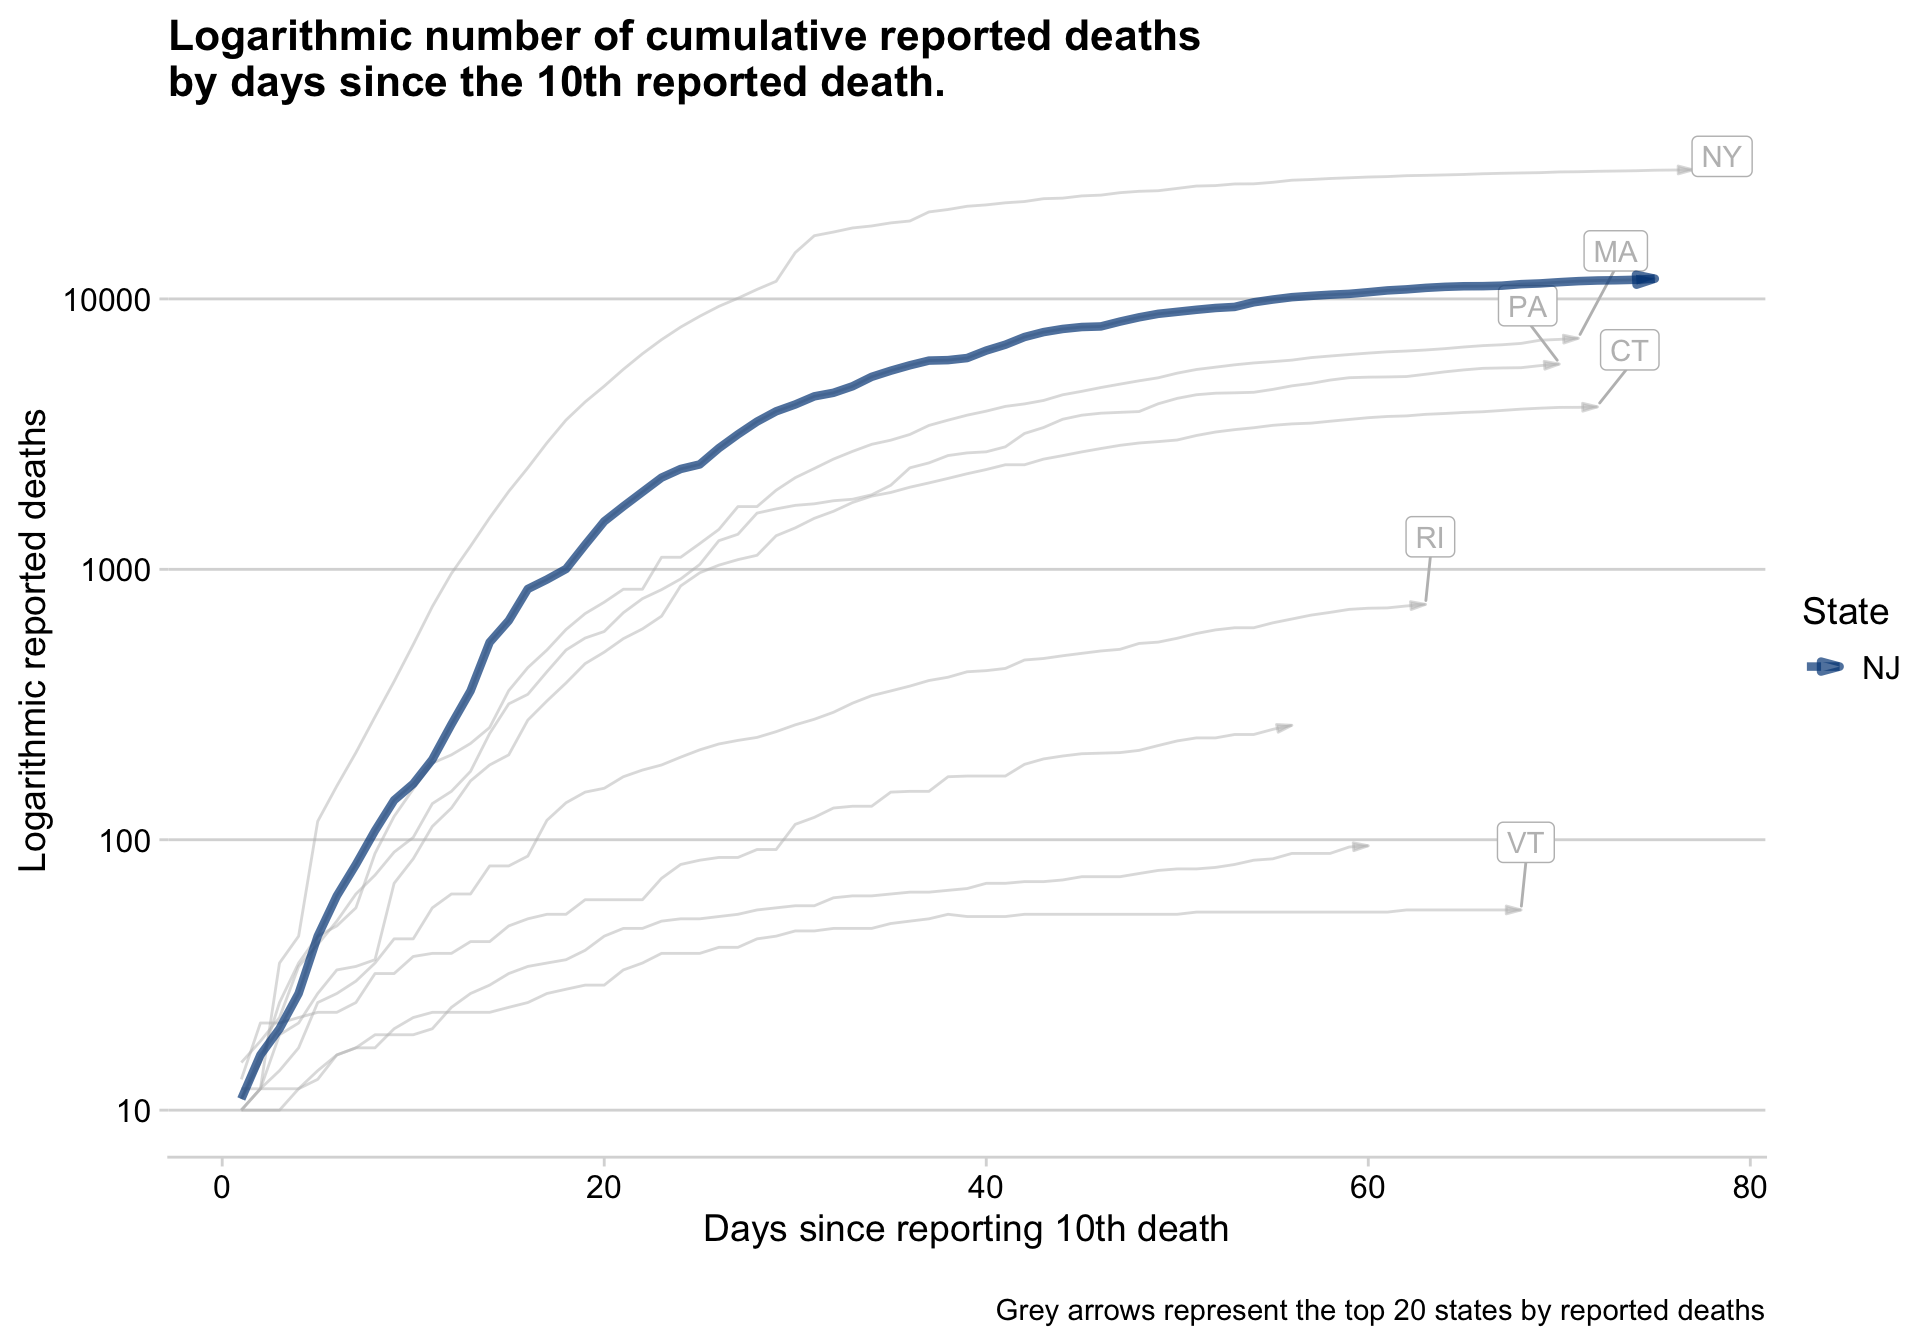 Logarithmic number of cumulative reported deaths
by days since the 10th reported death.
NY
MA
10000
PA
CT
RI
1000
Logarithmic reported deaths
State
NJ
VT
100
10
0 20 40 60 80
Days since reporting 10th death
Grey arrows represent the top 20 states by reported deaths